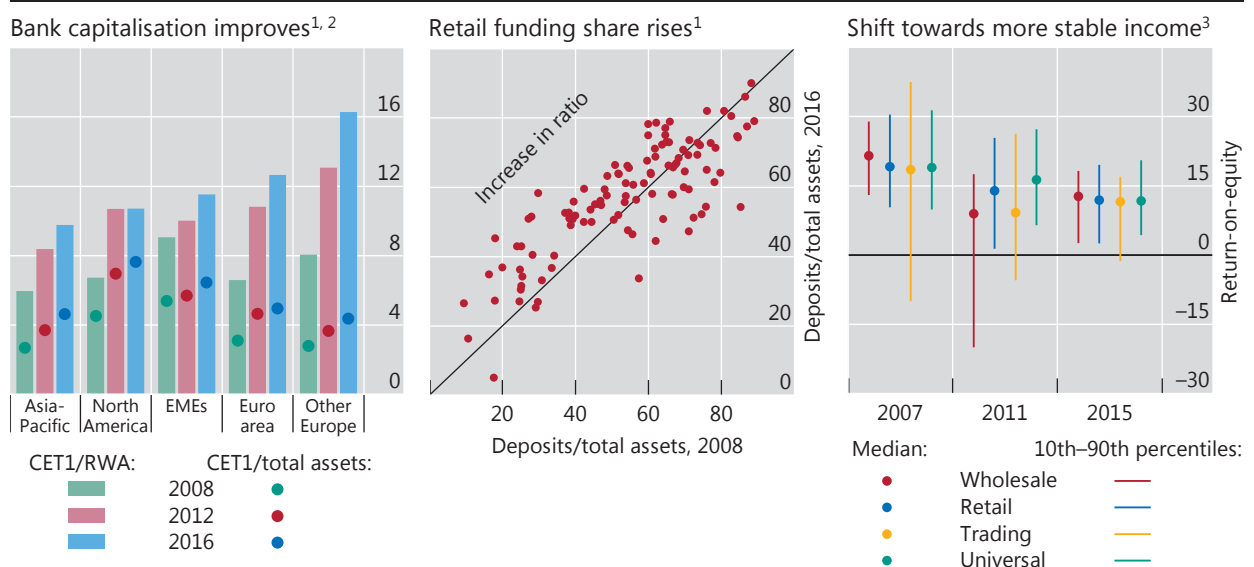 Bank capitalisation improves1, 2
16
12
8
4
0
Asia-
Pacific
North
America
EMEs
Euro
area
Other
Europe
CET1/RWA:
CET1/total assets:
2008
2012
2016
Retail funding share rises1
Increase in ratio
80
60
40
20
0
Deposits/total assets, 2016
20 40 60 80
Deposits/total assets, 2008
Shift towards more stable income3
30
15
0
–15
–30
Return-on-equity
2007 2011 2015
Median:
10th–90th percentiles:
Wholesale
Retail
Trading
Universal